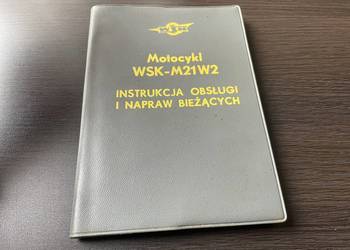 Motocykl
WSK-M21W2
INSTRUKCJA OBSŁUGI
I NAPRAW BIEŻĄCYCH